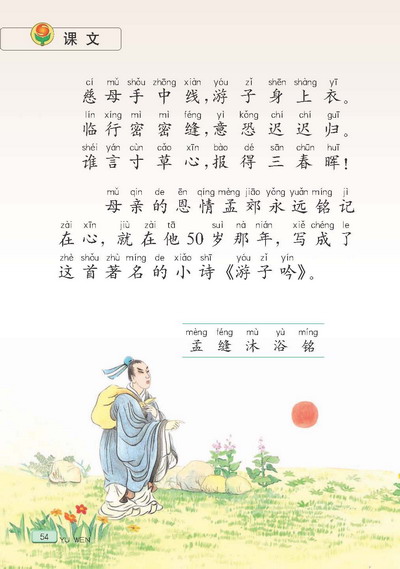 课文
cí mǔ shǒu zhōng xiàn yóu zǐ shēn shàng yī
慈母手中线，游子身上衣。
lín xíng mì mì féng yì kǒng chí chí guī
临行密密缝，意恐迟迟归。
shéi yán cùn cǎo xīn bào dé sān chūn huī
谁言寸草心，报得三春晖！
mǔ qin de ēn qíng mèng jiāo yǒng yuǎn míng jì
母亲的恩情孟郊永远铭记
zài xīn jiù zài tā suì nà nián xiě chéng le
在心，就在他50岁那年，写成了
zhè shǒu zhù míng de xiǎo shī yóu zǐ yín
这首著名的小诗《游子吟》。
mèng féng mù yù míng
孟缝沐浴铭
54
YU WEN